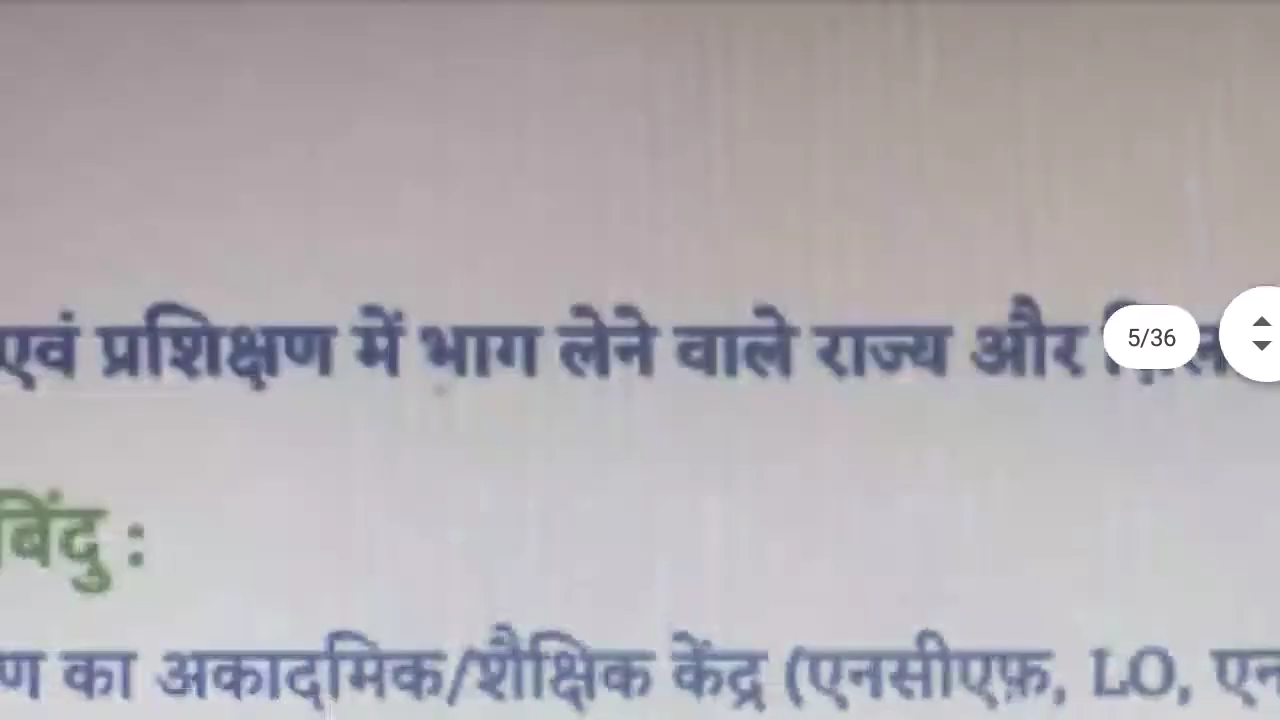 एवं प्रशिक्षण में भाग लेने वाले राज्य और
5/36
बिंदु :
का अकादमिक/शैक्षिक केंद्र (एनसीएफ़, LO,